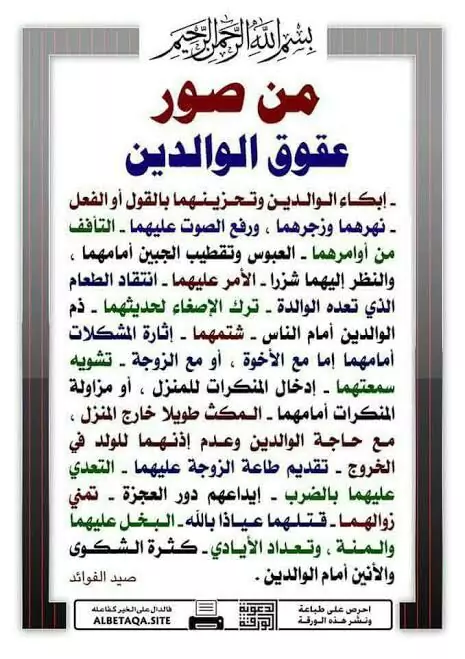 بسم الله الرحمن الرحيم
من صور
عقوق الوالدين
ـ إبكاء الوالدين وتحزينهما بالقول أو الفعل
ـ نهرهما وزجرهما ، ورفع الصوت عليهما ـ التأفف
من أوامرهما ـ العبوس وتقطيب الجبين أمامهما ،
والنظر إليهما شزرا ـ الأمر عليهما ـ انتقاد الطعام
الذي تعده الوالدة ـ ترك الإصغاء لحديثهما ـ ذم
الوالدين أمام الناس ـ شتمهما ـ إثارة المشكلات
أمامهما إما مع الأخوة ، أو مع الزوجة ـ تشويه
سمعتهما ـ إدخال المنكرات للمنزل ، أو مزاولة
المنكرات أمامهما ـ المكث طويلا خارج المنزل ،
مع حاجة الوالدين وعدم إذنهما للولد في
الخروج ـ تقديم طاعة الزوجة عليهما ـ التعدي
عليهما بالضرب ـ إيداعهم دور العجزة ـ تمني
زوالهما ـ قتلهما عياذا بالله ـ البخل عليهما
والمنة ، وتعداد الأيادي ـ كثرة الشكوى
والأنين أمام الوالدين .
صيد الفوائد
احرص على طباعة
ونشر هذه الورقة
الورقة الدعوية
فالدال على الخير كفاعله
ALBETAQA.SITE